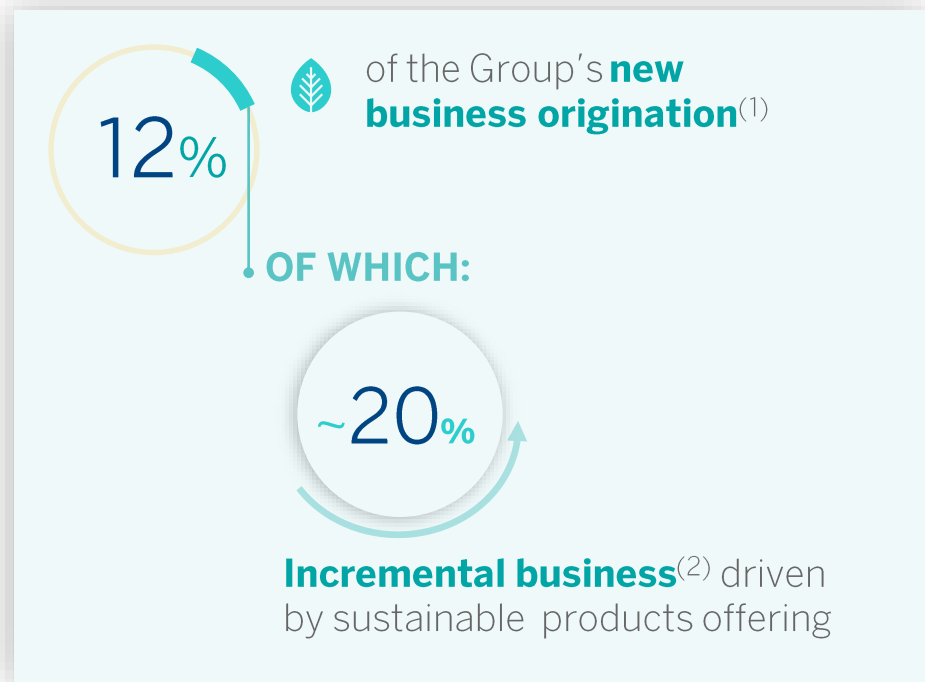 12%
of the Group's new
business origination(1)
OF WHICH:
~20%
Incremental business(2) driven
by sustainable products offering